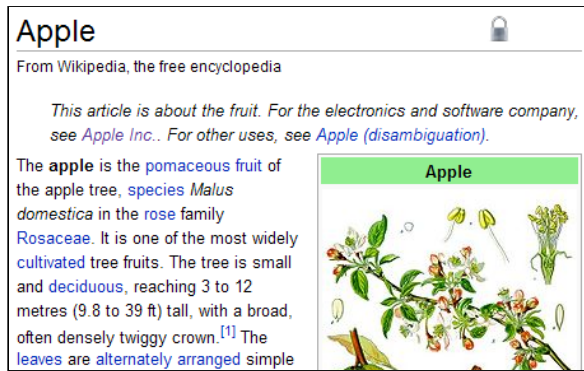 Apple
From Wikipedia, the free encyclopedia
This article is about the fruit. For the electronics and software company,
see Apple Inc.. For other uses, see Apple (disambiguation).
The apple is the pomaceous fruit of
the apple tree, species Malus
domestica in the rose family
Rosaceae. It is one of the most widely
cultivated tree fruits. The tree is small
and deciduous, reaching 3 to 12
metres (9.8 to 39 ft) tall, with a broad,
often densely twiggy crown.[1] The
leaves are alternately arranged simple
Apple